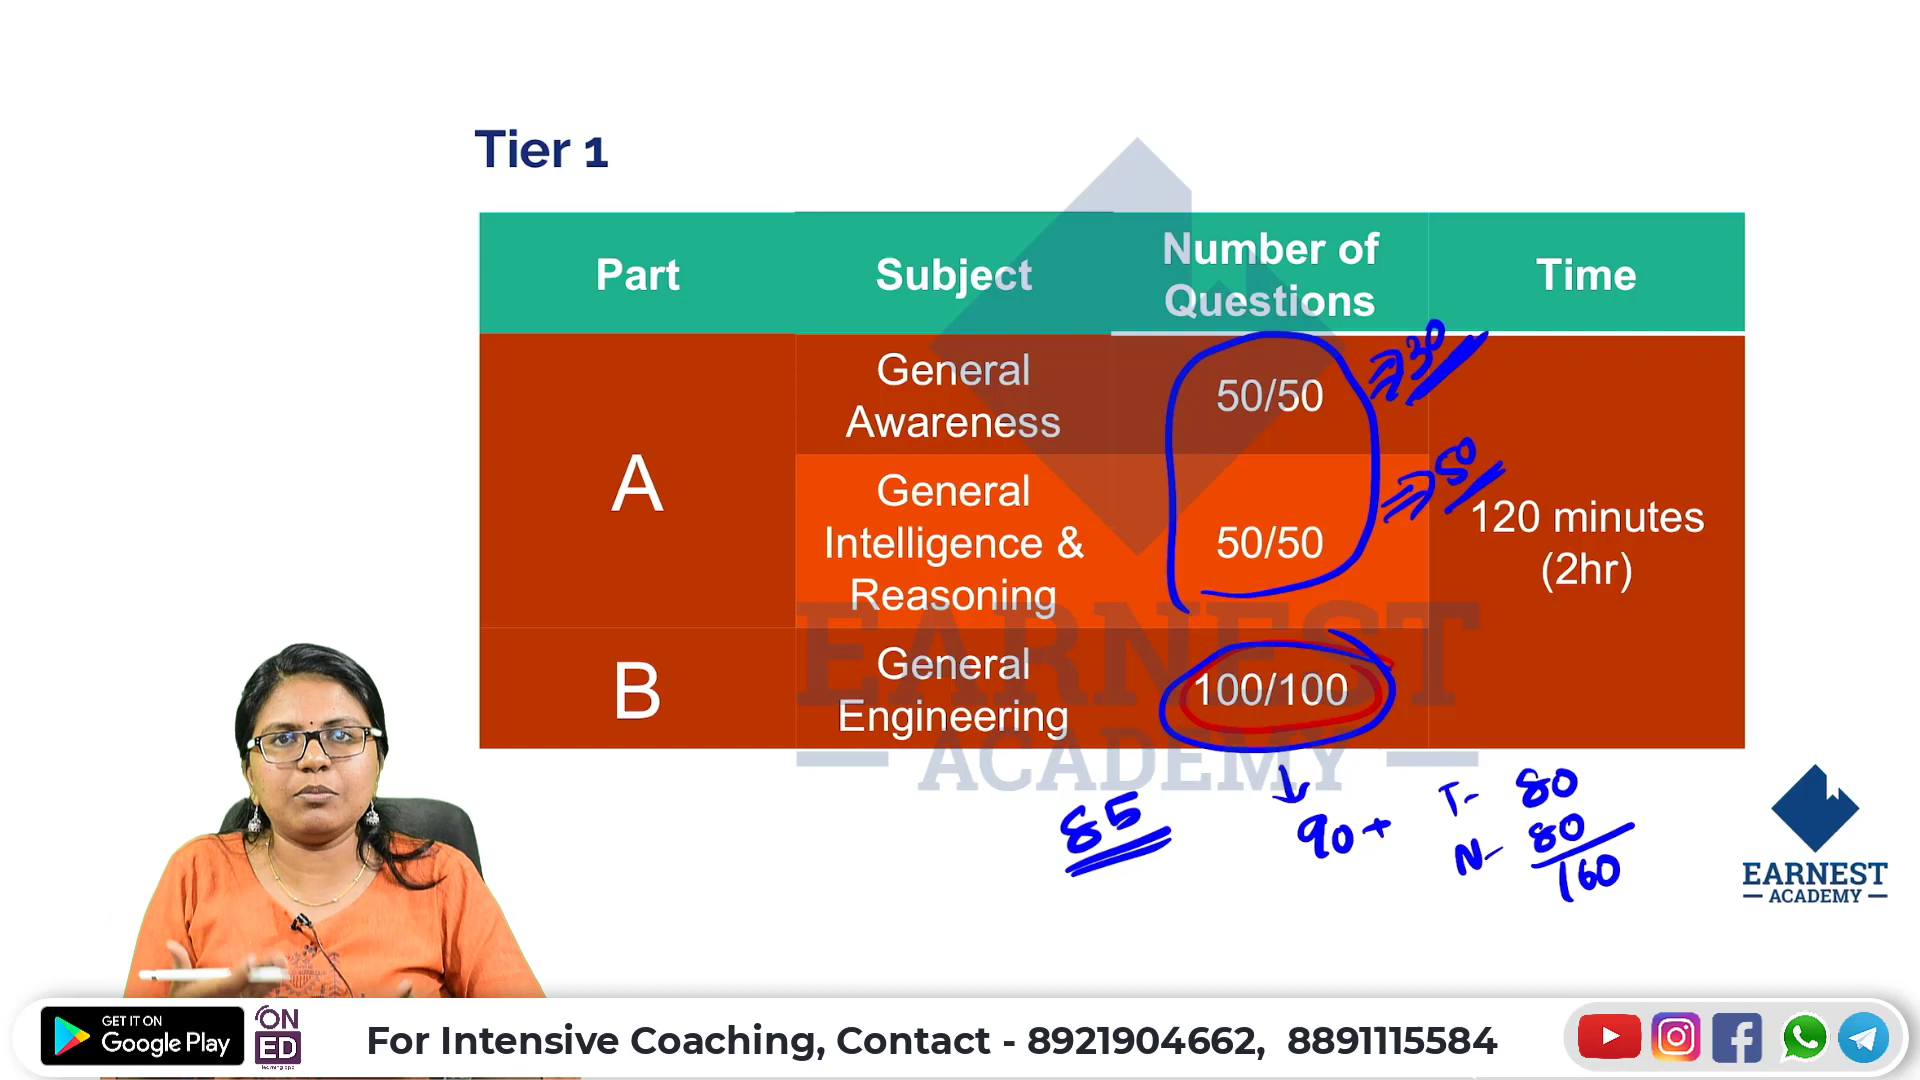 Tier 1
Part
Subject
Number of
Questions
Time
A
General
Awareness
50/50
⇒30
General
Intelligence &
Reasoning
50/50
⇒50
120 minutes
(2hr)
B
General
Engineering
100/100
EARNEST
ACADEMY
85
90+
T- 80
N- 80
160
EARNEST
ACADEMY
GET IT ON
Google Play
ON
ED
For Intensive Coaching, Contact - 8921904662, 8891115584